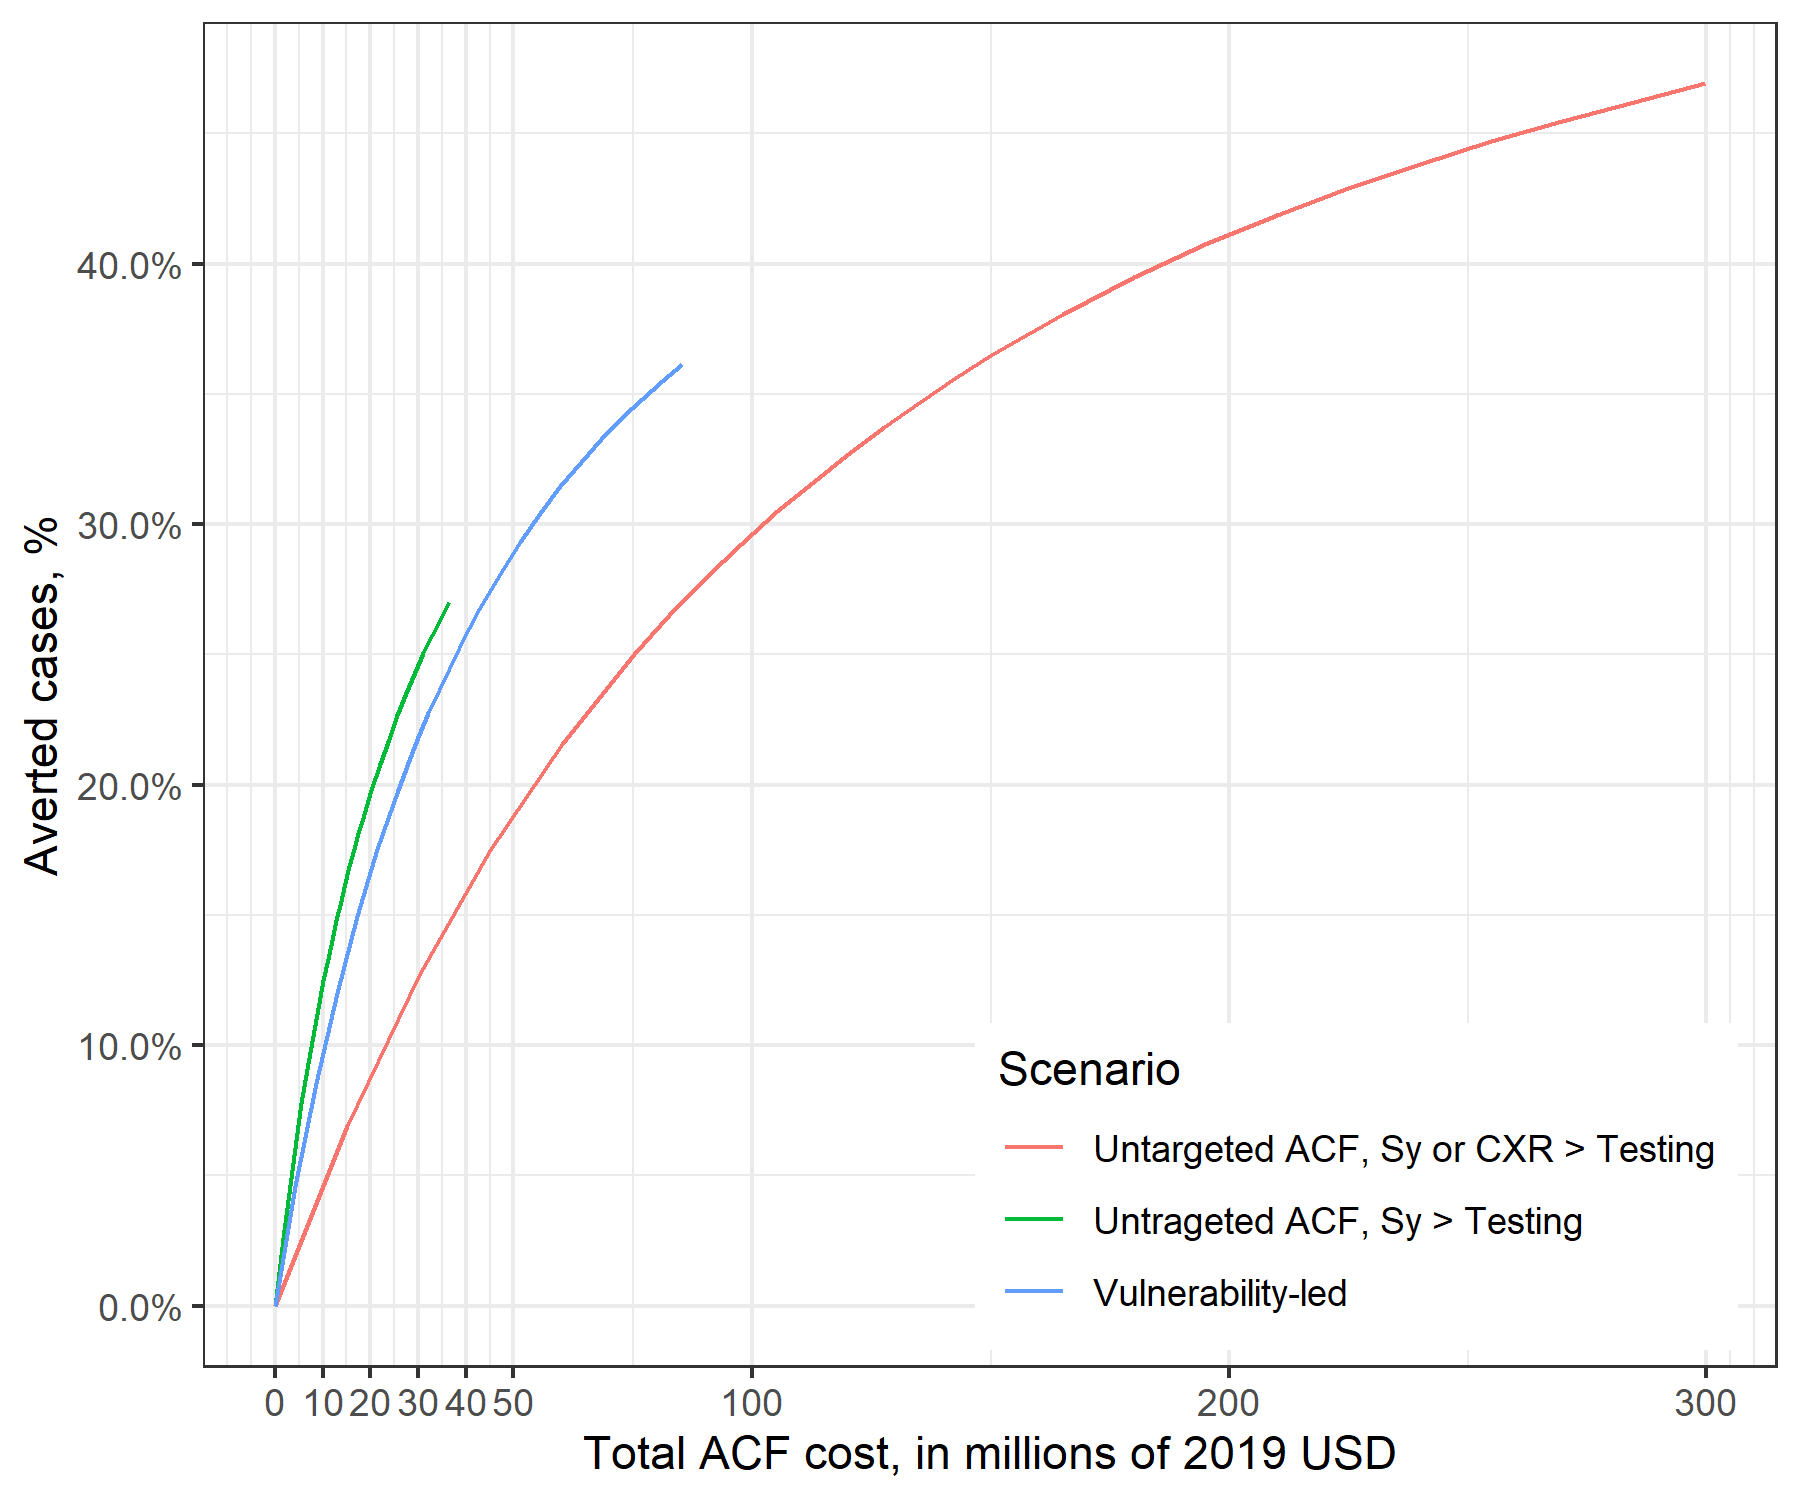 Averted cases, %
40.0%
30.0%
20.0%
10.0%
0.0%
0 10 20 30 40 50 100 200 300
Total ACF cost, in millions of 2019 USD
Scenario
Untargeted ACF, Sy or CXR > Testing
Untrageted ACF, Sy > Testing
Vulnerability-led